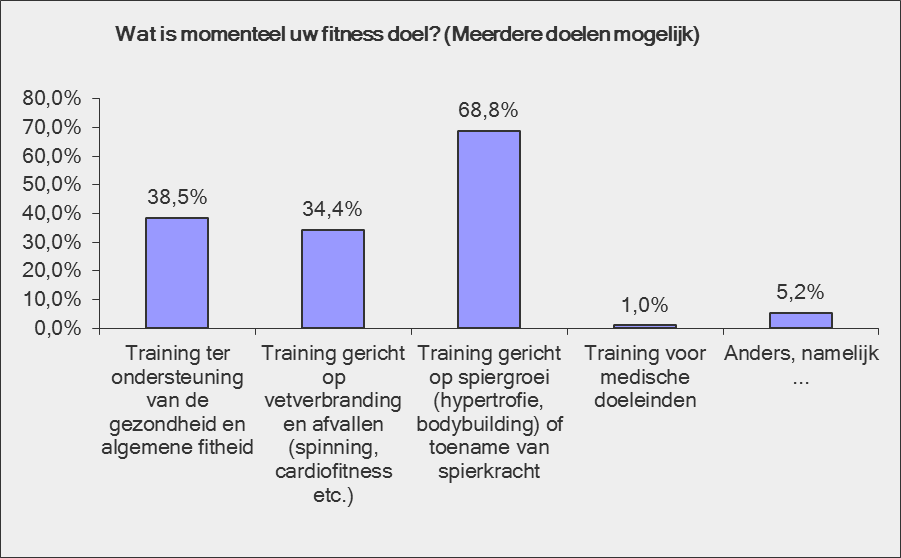 Wat is momenteel uw fitness doel? (Meerdere doelen mogelijk)
80,0%
70,0%
60,0%
50,0%
40,0%
30,0%
20,0%
10,0%
0,0%
38,5%
34,4%
68,8%
1,0%
5,2%
Training ter
ondersteuning
van de
gezondheid en
algemene fitheid
Training gericht
op
vetverbranding
en afvallen
(spinning,
cardiofitness
etc.)
Training gericht
op spiergroei
(hypertrofie,
bodybuilding) of
toename van
spierkracht
Training voor
medische
doeleinden
Anders, namelijk
...